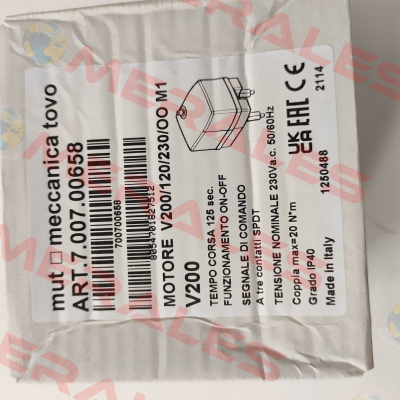 MERALES
mut □ meccanica tovo
ART.7.007.00658
700700658
MOTORE V200/120/230/OO M1
V200
TEMPO CORSA 125 sec.
FUNZIONAMENTO ON-OFF
SEGNALE DI COMANDO
A tre contatti SPDT
TENSIONE NOMINALE 230Va.c. 50/60Hz
Coppia max=20 N*m
Grado IP40
Made in Italy
1250488
UK CA EAC CE
2114